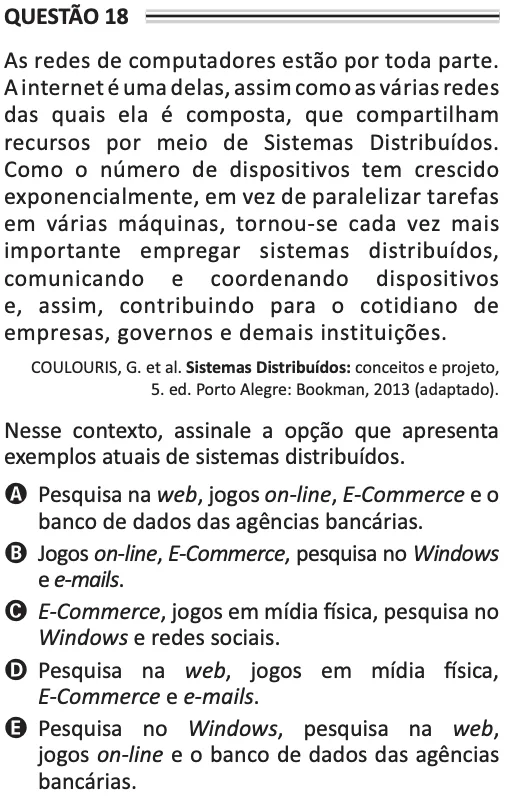 QUESTÃO 18
As redes de computadores estão por toda parte.
A internet é uma delas, assim como as várias redes
das quais ela é composta, que compartilham
recursos por meio de Sistemas Distribuídos.
Como o número de dispositivos tem crescido
exponencialmente, em vez de paralelizar tarefas
em várias máquinas, tornou-se cada vez mais
importante empregar sistemas distribuídos,
comunicando e coordenando dispositivos
e, assim, contribuindo para o cotidiano de
empresas, governos e demais instituições.
COULOURIS, G. et al. Sistemas Distribuídos: conceitos e projeto,
5. ed. Porto Alegre: Bookman, 2013 (adaptado).
Nesse contexto, assinale a opção que apresenta
exemplos atuais de sistemas distribuídos.
A Pesquisa na web, jogos on-line, E-Commerce e o
banco de dados das agências bancárias.
B Jogos on-line, E-Commerce, pesquisa no Windows
e e-mails.
C E-Commerce, jogos em mídia física, pesquisa no
Windows e redes sociais.
D Pesquisa na web, jogos em mídia física,
E-Commerce e e-mails.
E Pesquisa no Windows, pesquisa na web,
jogos on-line e o banco de dados das agências
bancárias.